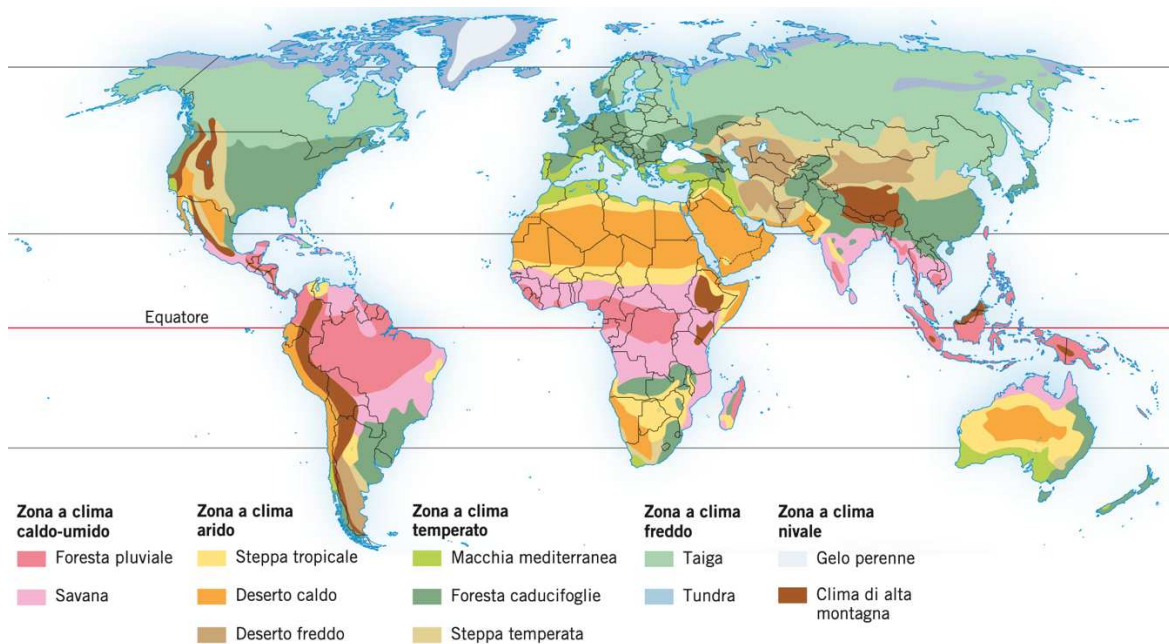 Equatore
Zona a clima
caldo-umido
Foresta pluviale
Savana
Zona a clima
arido
Steppa tropicale
Deserto caldo
Deserto freddo
Zona a clima
temperato
Macchia mediterranea
Foresta caducifoglie
Steppa temperata
Zona a clima
freddo
Taiga
Tundra
Zona a clima
nivale
Gelo perenne
Clima di alta
montagna